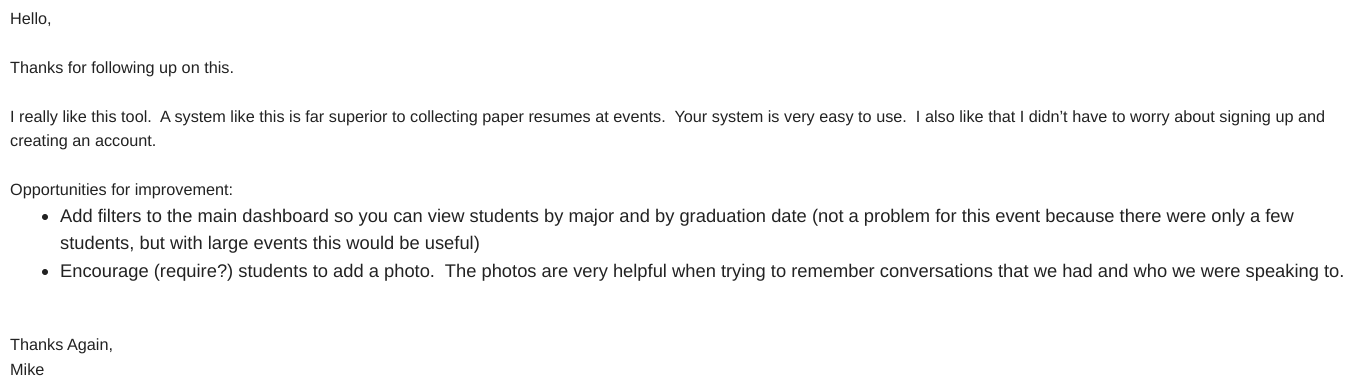 Hello,
Thanks for following up on this.
I really like this tool.  A system like this is far superior to collecting paper resumes at events.  Your system is very easy to use.  I also like that I didn’t have to worry about signing up and
creating an account.
Opportunities for improvement:
• Add filters to the main dashboard so you can view students by major and by graduation date (not a problem for this event because there were only a few
students, but with large events this would be useful)
• Encourage (require?) students to add a photo.  The photos are very helpful when trying to remember conversations that we had and who we were speaking to.
Thanks Again,
Mike